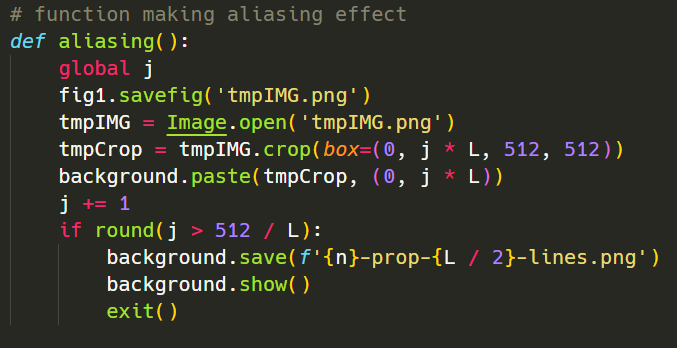 # function making aliasing effect
def aliasing():
    global j
    fig1.savefig('tmpIMG.png')
    tmpIMG = Image.open('tmpIMG.png')
    tmpCrop = tmpIMG.crop(box=(0, j * L, 512, 512))
    background.paste(tmpCrop, (0, j * L))
    j += 1
    if round(j > 512 / L):
        background.save(f'{n}-prop-{L / 2}-lines.png')
        background.show()
        exit()